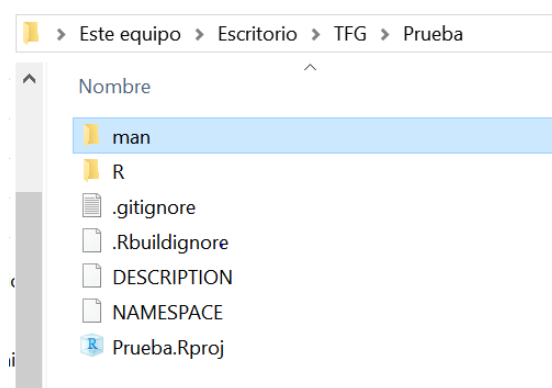 Este equipo > Escritorio > TFG > Prueba
Nombre
man
R
.gitignore
.Rbuildignore
DESCRIPTION
NAMESPACE
Prueba.Rproj